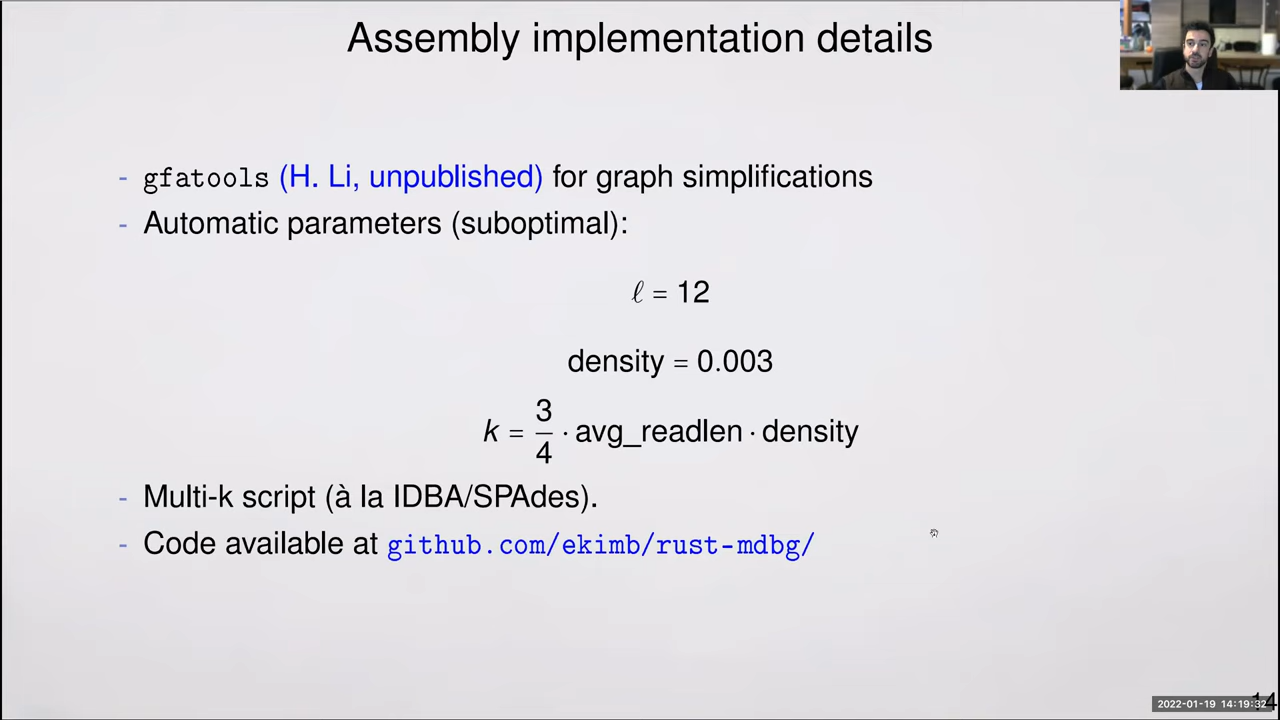 Assembly implementation details
- gfatools (H. Li, unpublished) for graph simplifications
- Automatic parameters (suboptimal):
ℓ = 12
density = 0.003
k = 3/4 · avg_readlen · density
- Multi-k script (à la IDBA/SPAdes).
- Code available at github.com/ekimb/rust-mdbg/
2022-01-19 14:19:32
14